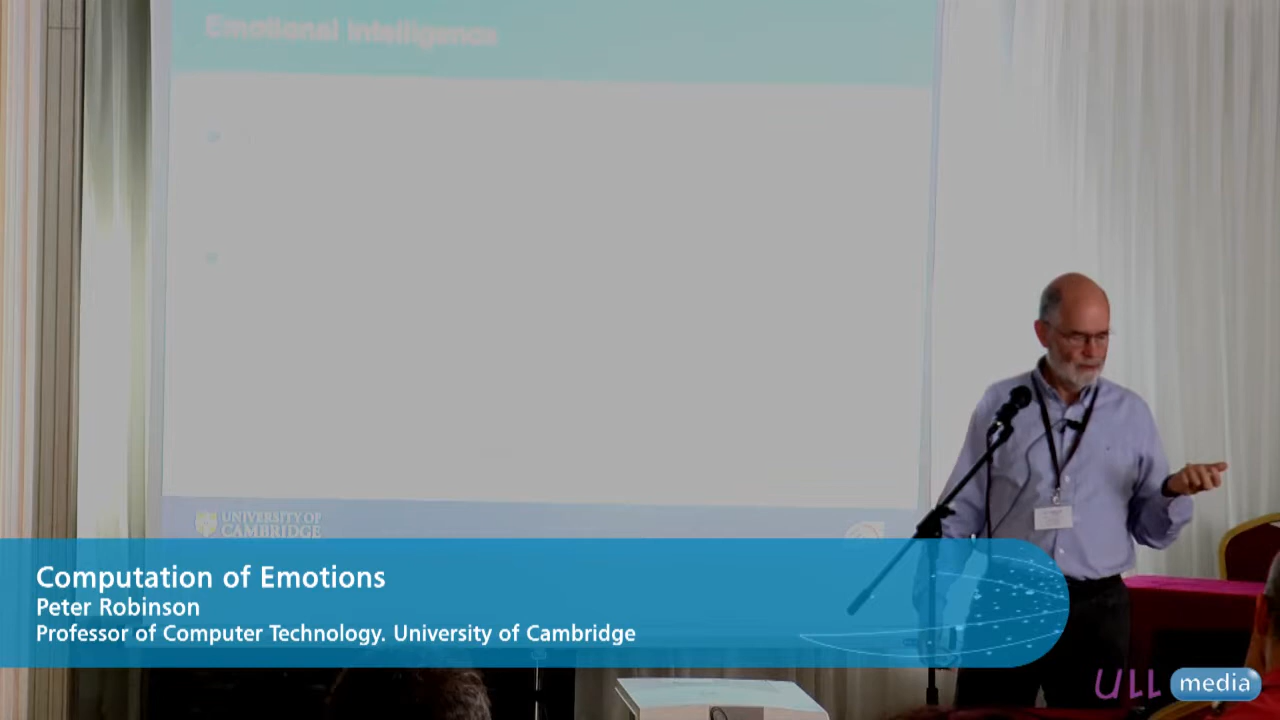 Emotional Intelligence
UNIVERSITY OF
CAMBRIDGE
Computation of Emotions
Peter Robinson
Professor of Computer Technology. University of Cambridge
ULL media